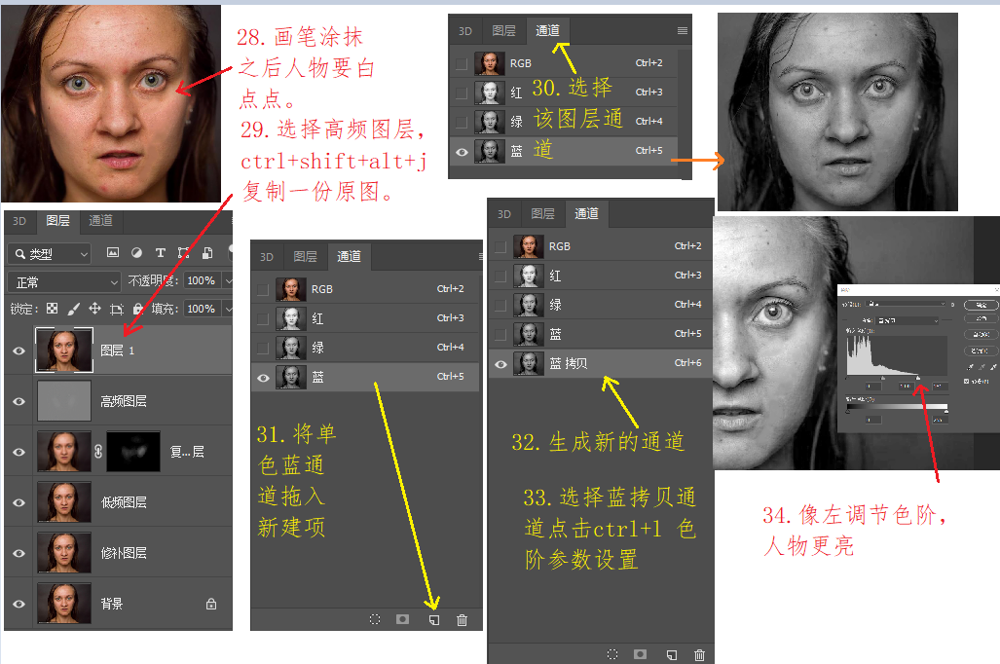 28.画笔涂抹
之后人物要白
点点。
29.选择高频图层，
ctrl+shift+alt+j
复制一份原图。
3D 图层 通道
RGB Ctrl+2
红 Ctrl+3
绿 Ctrl+4
蓝 Ctrl+5
30.选择
该图层通
道
3D 图层 通道
类型
正常 不透明度: 100%
锁定: 填充: 100%
图层 1
高频图层
复...层
低频图层
修补图层
背景
3D 图层 通道
RGB Ctrl+2
红 Ctrl+3
绿 Ctrl+4
蓝 Ctrl+5
31.将单
色蓝通
道拖入
新建项
3D 图层 通道
RGB Ctrl+2
红 Ctrl+3
绿 Ctrl+4
蓝 Ctrl+5
蓝 拷贝 Ctrl+6
32.生成新的通道
33.选择蓝拷贝通
道点击ctrl+l 色
阶参数设置
34.像左调节色阶，
人物更亮